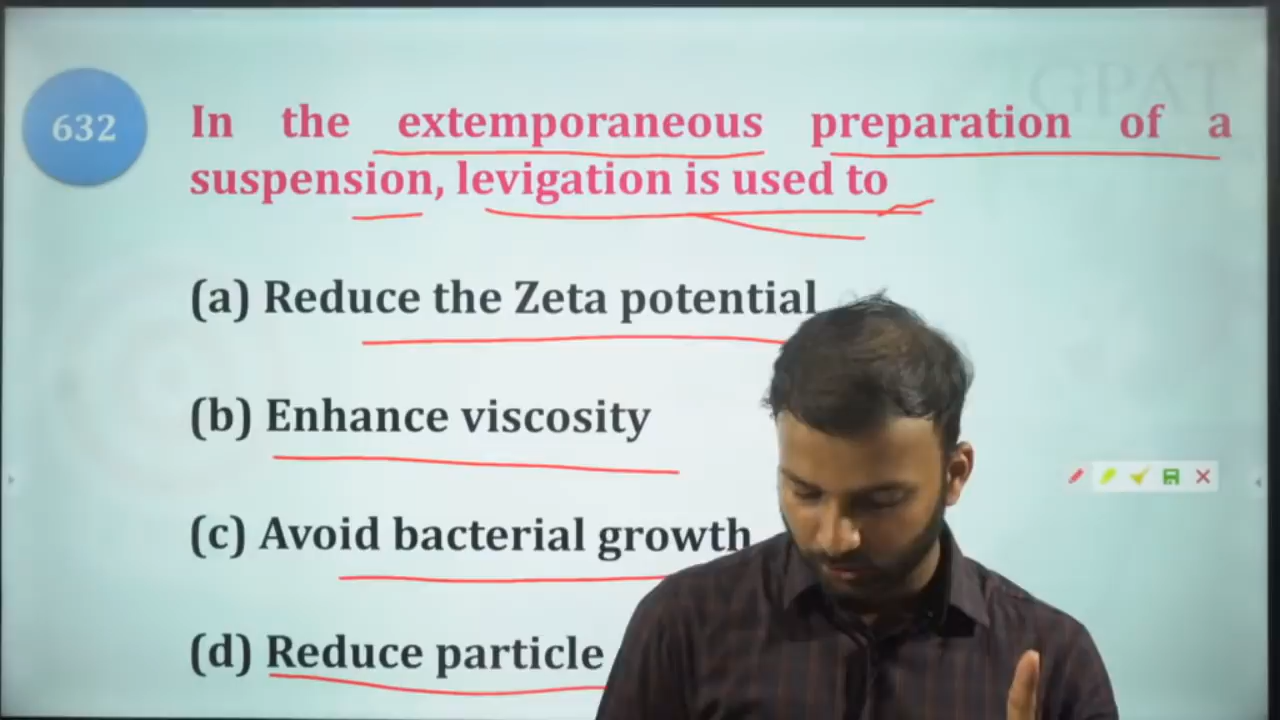 GPAT
632
In the extemporaneous preparation of a
suspension, levigation is used to
(a) Reduce the Zeta potential
(b) Enhance viscosity
(c) Avoid bacterial growth
(d) Reduce particle